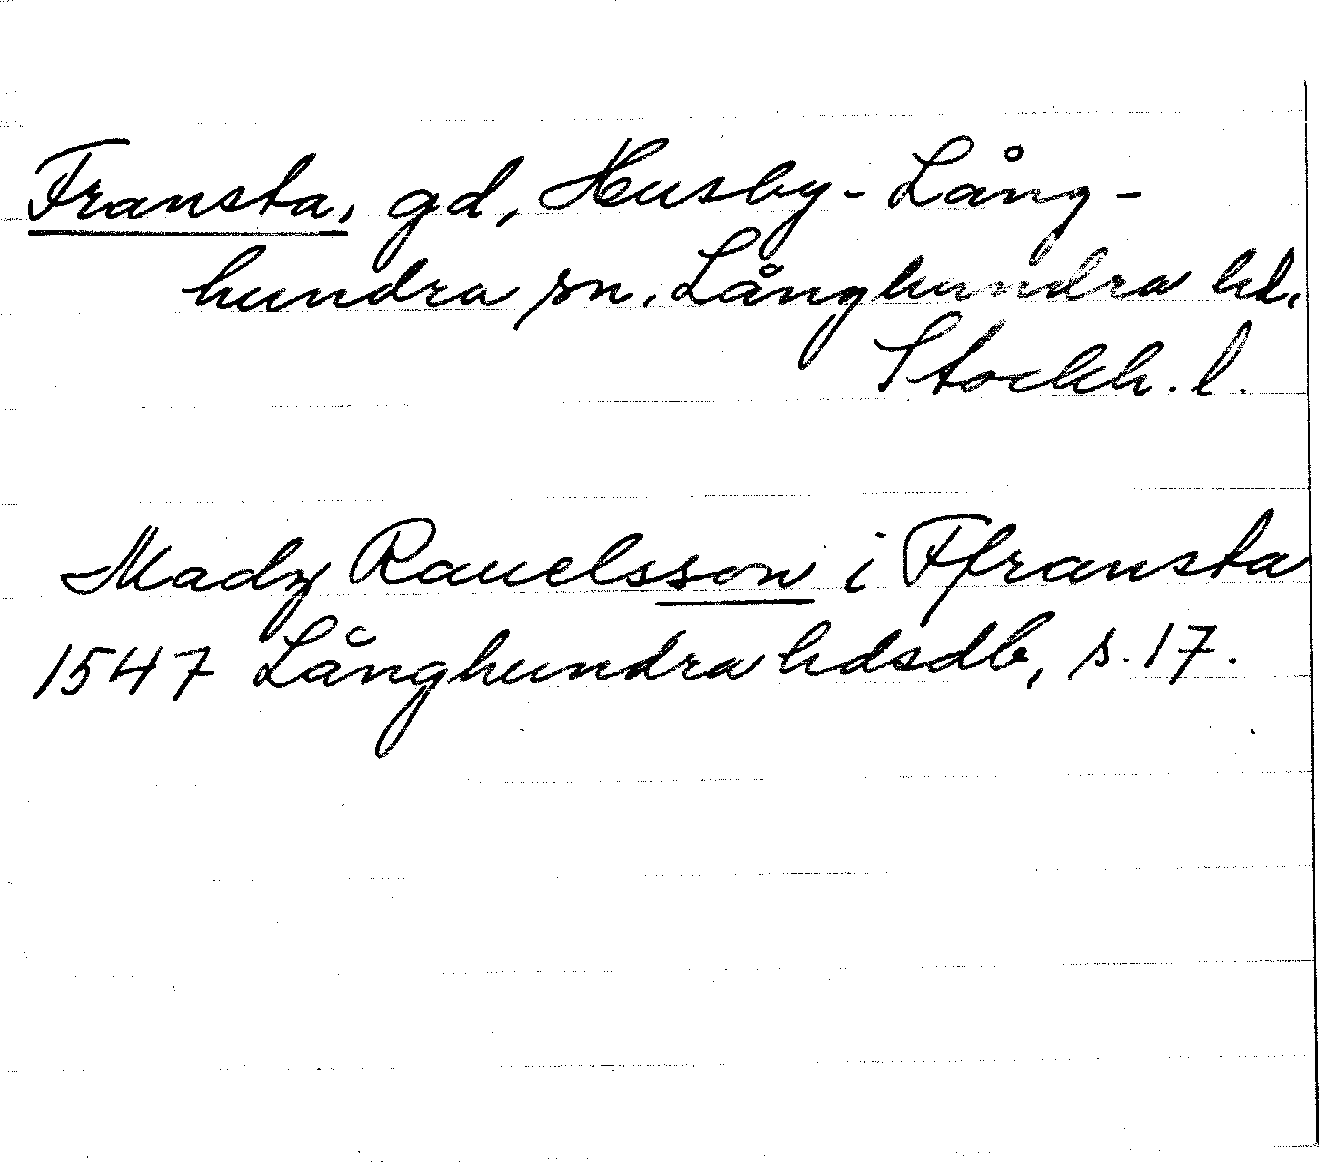 Fransta, gd, Husby-Lång-
hundra sn. Långhundra hd.
Stockh. l.
Madz Rauelsson i Ffransta
1547 Långhundra hdsdb, s. 17.